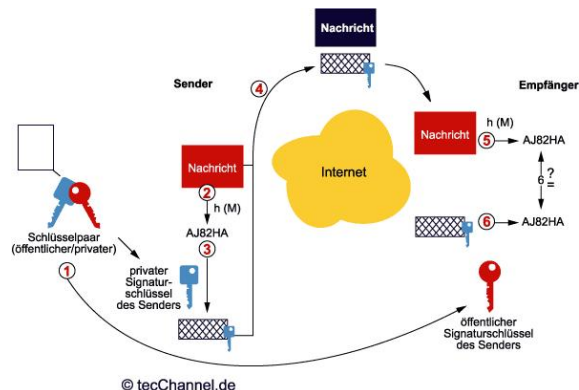 Nachricht
Sender
4
Empfänger
h (M)
Nachricht
5
AJ82HA
Internet
Nachricht
2
h (M)
6 ?
=
AJ82HA
3
6
AJ82HA
Schlüsselpaar
(öffentlicher/privater)
1
privater
Signatur-
schlüssel
des Senders
öffentlicher
Signaturschlüssel
des Senders
© tecChannel.de